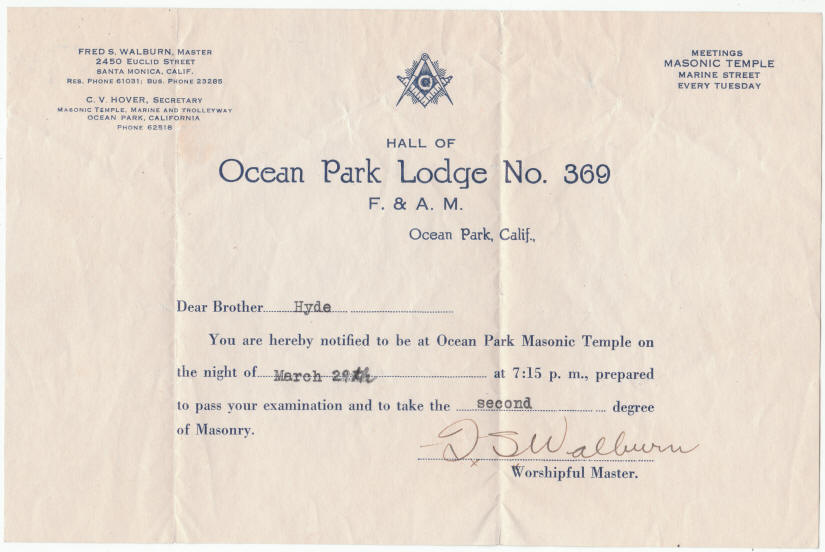 FRED S. WALBURN, MASTER
2450 EUCLID STREET
SANTA MONICA, CALIF.
RES. PHONE 61031; BUS. PHONE 23285
C. V. HOVER, SECRETARY
MASONIC TEMPLE, MARINE AND TROLLEYWAY
OCEAN PARK, CALIFORNIA
PHONE 62518
MEETINGS
MASONIC TEMPLE
MARINE STREET
EVERY TUESDAY
G
HALL OF
Ocean Park Lodge No. 369
F. & A. M.
Ocean Park, Calif.,
Dear Brother Hyde
You are hereby notified to be at Ocean Park Masonic Temple on
the night of March 29th at 7:15 p. m., prepared
to pass your examination and to take the second degree
of Masonry.
F. S Walburn
Worshipful Master.